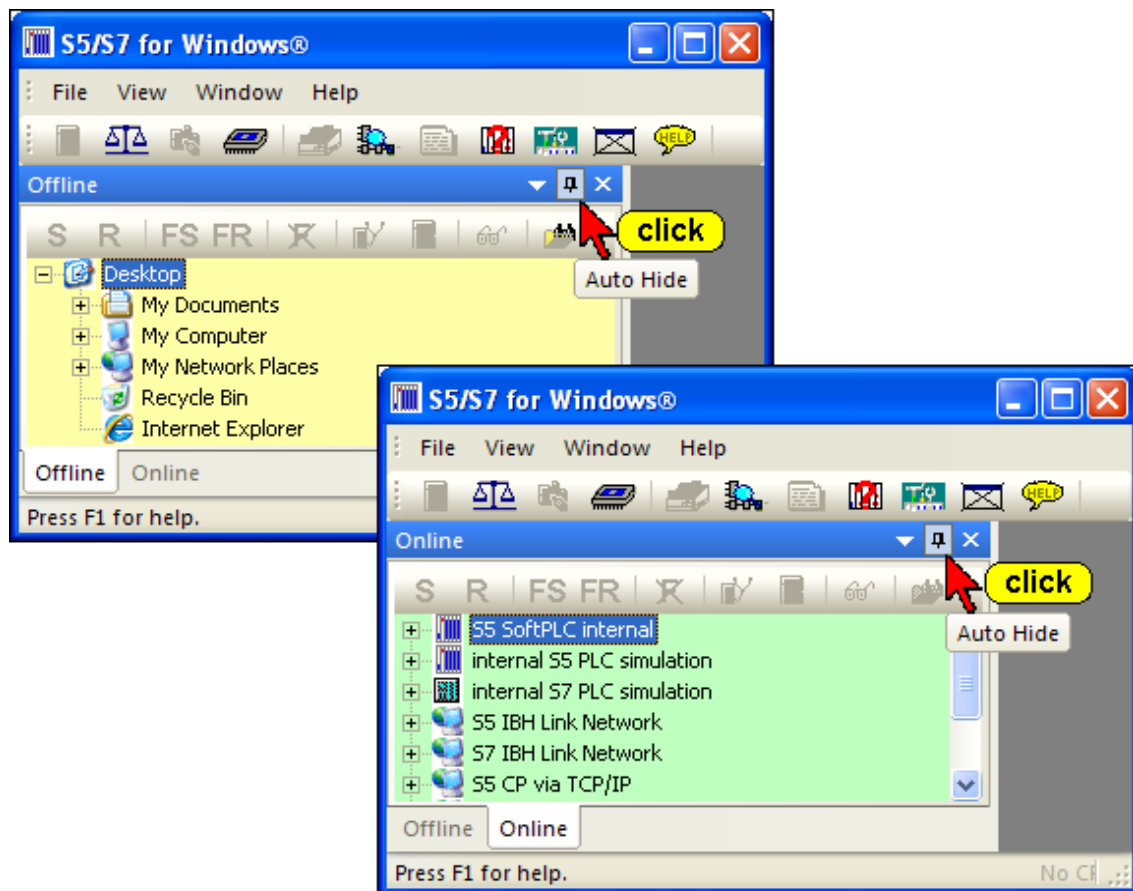 S5/S7 for Windows®
File View Window Help
HELP
Offline
S R FS FR
click
Auto Hide
Desktop
My Documents
My Computer
My Network Places
Recycle Bin
Internet Explorer
Offline Online
Press F1 for help.
S5/S7 for Windows®
File View Window Help
HELP
Online
S R FS FR
click
Auto Hide
S5 SoftPLC internal
internal S5 PLC simulation
internal S7 PLC simulation
S5 IBH Link Network
S7 IBH Link Network
S5 CP via TCP/IP
Offline Online
Press F1 for help. No